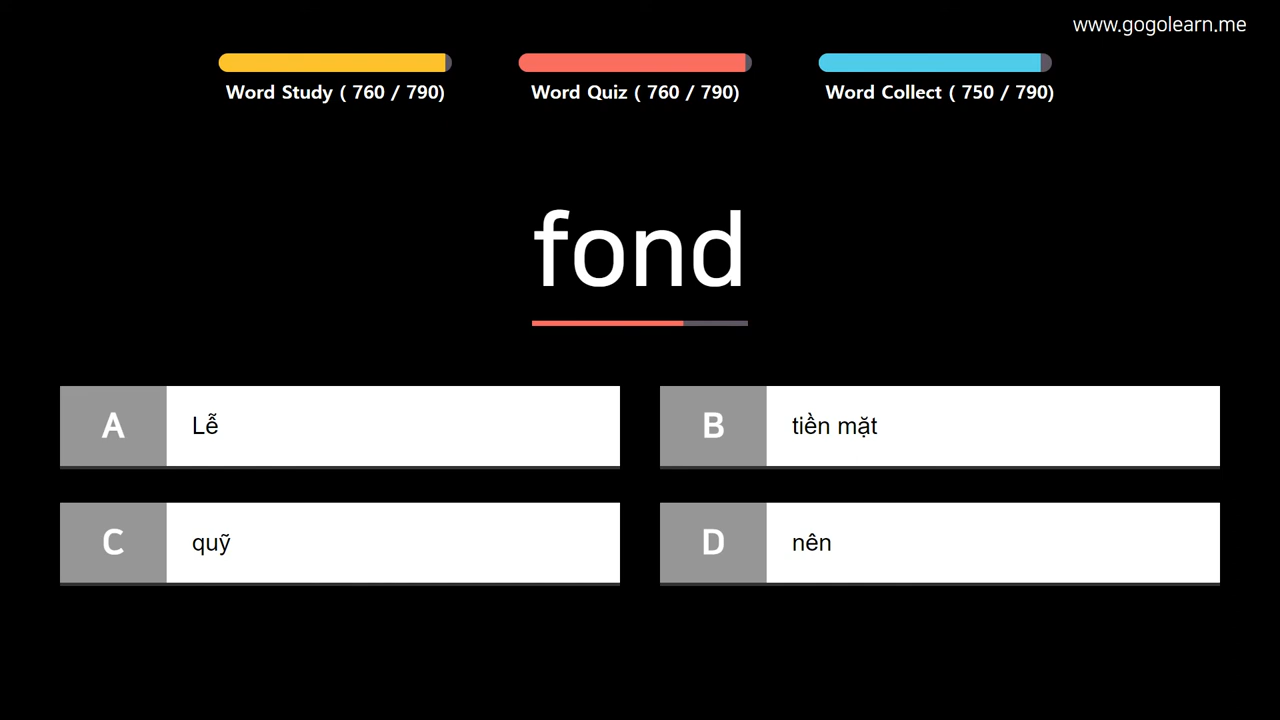 www.gogolearn.me
Word Study ( 760 / 790)
Word Quiz ( 760 / 790)
Word Collect ( 750 / 790)
fond
A
Lễ
B
tiền mặt
C
quỹ
D
nên